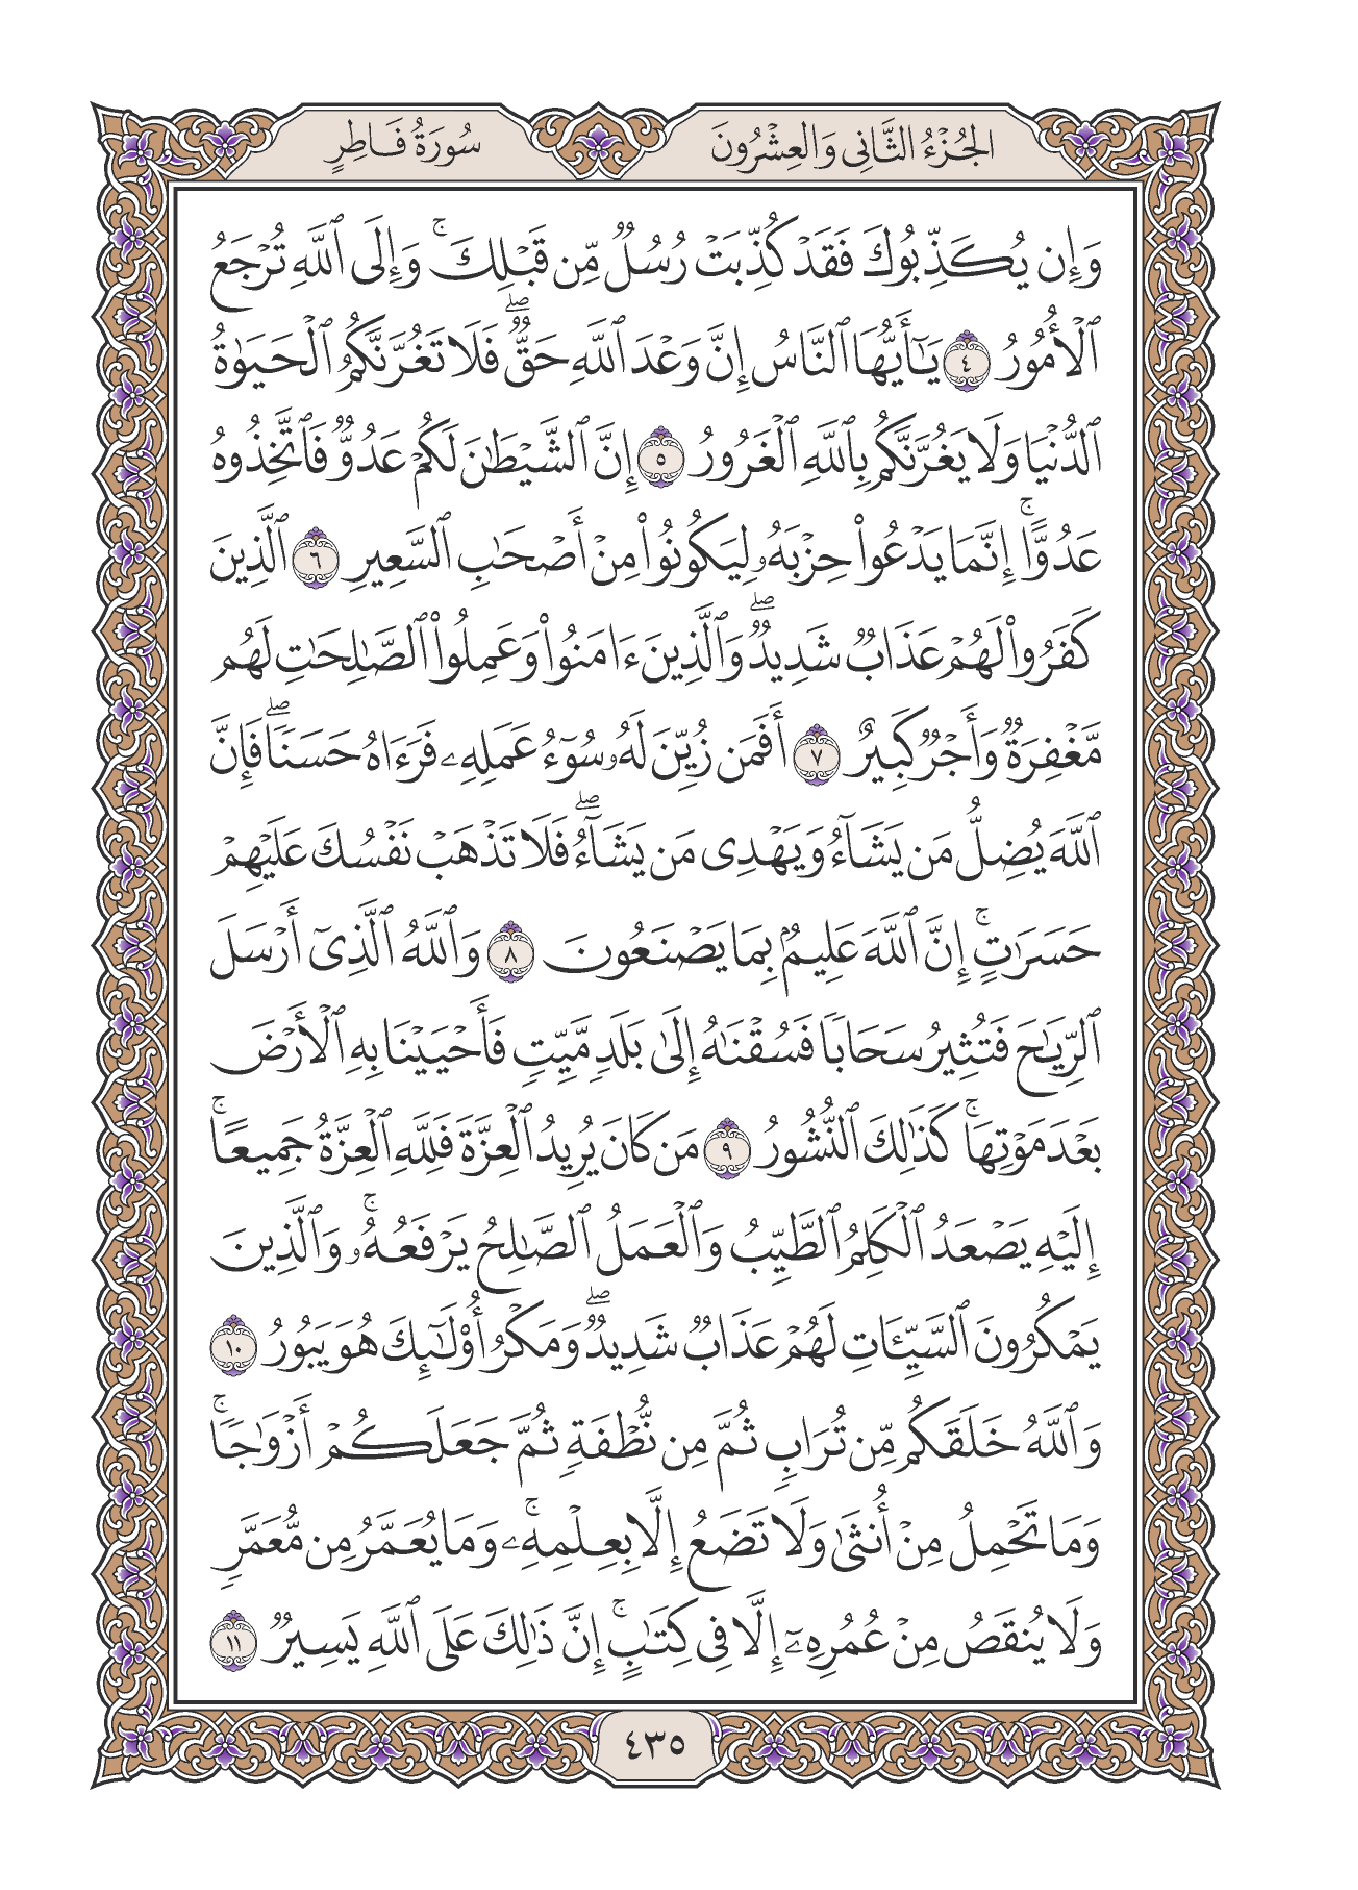 الجُزْءُ الثَّانِي وَالعِشْرُونَ
سُورَةُ فَاطِرٍ
وَإِن يُكَذِّبُوكَ فَقَدْ كُذِّبَتْ رُسُلٌ مِّن قَبْلِكَۚ وَإِلَى ٱللَّهِ تُرْجَعُ
ٱلْأُمُورُ ٤ يَٰٓأَيُّهَا ٱلنَّاسُ إِنَّ وَعْدَ ٱللَّهِ حَقٌّۖ فَلَا تَغُرَّنَّكُمُ ٱلْحَيَوٰةُ
ٱلدُّنْيَا وَلَا يَغُرَّنَّكُم بِٱللَّهِ ٱلْغَرُورُ ٥ إِنَّ ٱلشَّيْطَٰنَ لَكُمْ عَدُوٌّ فَٱتَّخِذُوهُ
عَدُوًّاۚ إِنَّمَا يَدْعُوا۟ حِزْبَهُۥ لِيَكُونُوا۟ مِنْ أَصْحَٰبِ ٱلسَّعِيرِ ٦ ٱلَّذِينَ
كَفَرُوا۟ لَهُمْ عَذَابٌ شَدِيدٌۖ وَٱلَّذِينَ ءَامَنُوا۟ وَعَمِلُوا۟ ٱلصَّٰلِحَٰتِ لَهُم
مَّغْفِرَةٌ وَأَجْرٌ كَبِيرٌ ٧ أَفَمَن زُيِّنَ لَهُۥ سُوٓءُ عَمَلِهِۦ فَرَءَاهُ حَسَنًاۖ فَإِنَّ
ٱللَّهَ يُضِلُّ مَن يَشَآءُ وَيَهْدِى مَن يَشَآءُۖ فَلَا تَذْهَبْ نَفْسُكَ عَلَيْهِمْ
حَسَرَٰتٍۚ إِنَّ ٱللَّهَ عَلِيمٌۢ بِمَا يَصْنَعُونَ ٨ وَٱللَّهُ ٱلَّذِىٓ أَرْسَلَ
ٱلرِّيَٰحَ فَتُثِيرُ سَحَابًا فَسُقْنَٰهُ إِلَىٰ بَلَدٍ مَّيِّتٍ فَأَحْيَيْنَا بِهِ ٱلْأَرْضَ
بَعْدَ مَوْتِهَاۚ كَذَٰلِكَ ٱلنُّشُورُ ٩ مَن كَانَ يُرِيدُ ٱلْعِزَّةَ فَلِلَّهِ ٱلْعِزَّةُ جَمِيعًاۚ
إِلَيْهِ يَصْعَدُ ٱلْكَلِمُ ٱلطَّيِّبُ وَٱلْعَمَلُ ٱلصَّٰلِحُ يَرْفَعُهُۥۚ وَٱلَّذِينَ
يَمْكُرُونَ ٱلسَّيِّـَٔاتِ لَهُمْ عَذَابٌ شَدِيدٌۖ وَمَكْرُ أُو۟لَٰٓئِكَ هُوَ يَبُورُ ١٠
وَٱللَّهُ خَلَقَكُم مِّن تُرَابٍ ثُمَّ مِن نُّطْفَةٍ ثُمَّ جَعَلَكُمْ أَزْوَٰجًاۚ
وَمَا تَحْمِلُ مِنْ أُنثَىٰ وَلَا تَضَعُ إِلَّا بِعِلْمِهِۦۚ وَمَا يُعَمَّرُ مِن مُّعَمَّرٍ
وَلَا يُنقَصُ مِنْ عُمُرِهِۦٓ إِلَّا فِى كِتَٰبٍۚ إِنَّ ذَٰلِكَ عَلَى ٱللَّهِ يَسِيرٌ ١١
٤٣٥